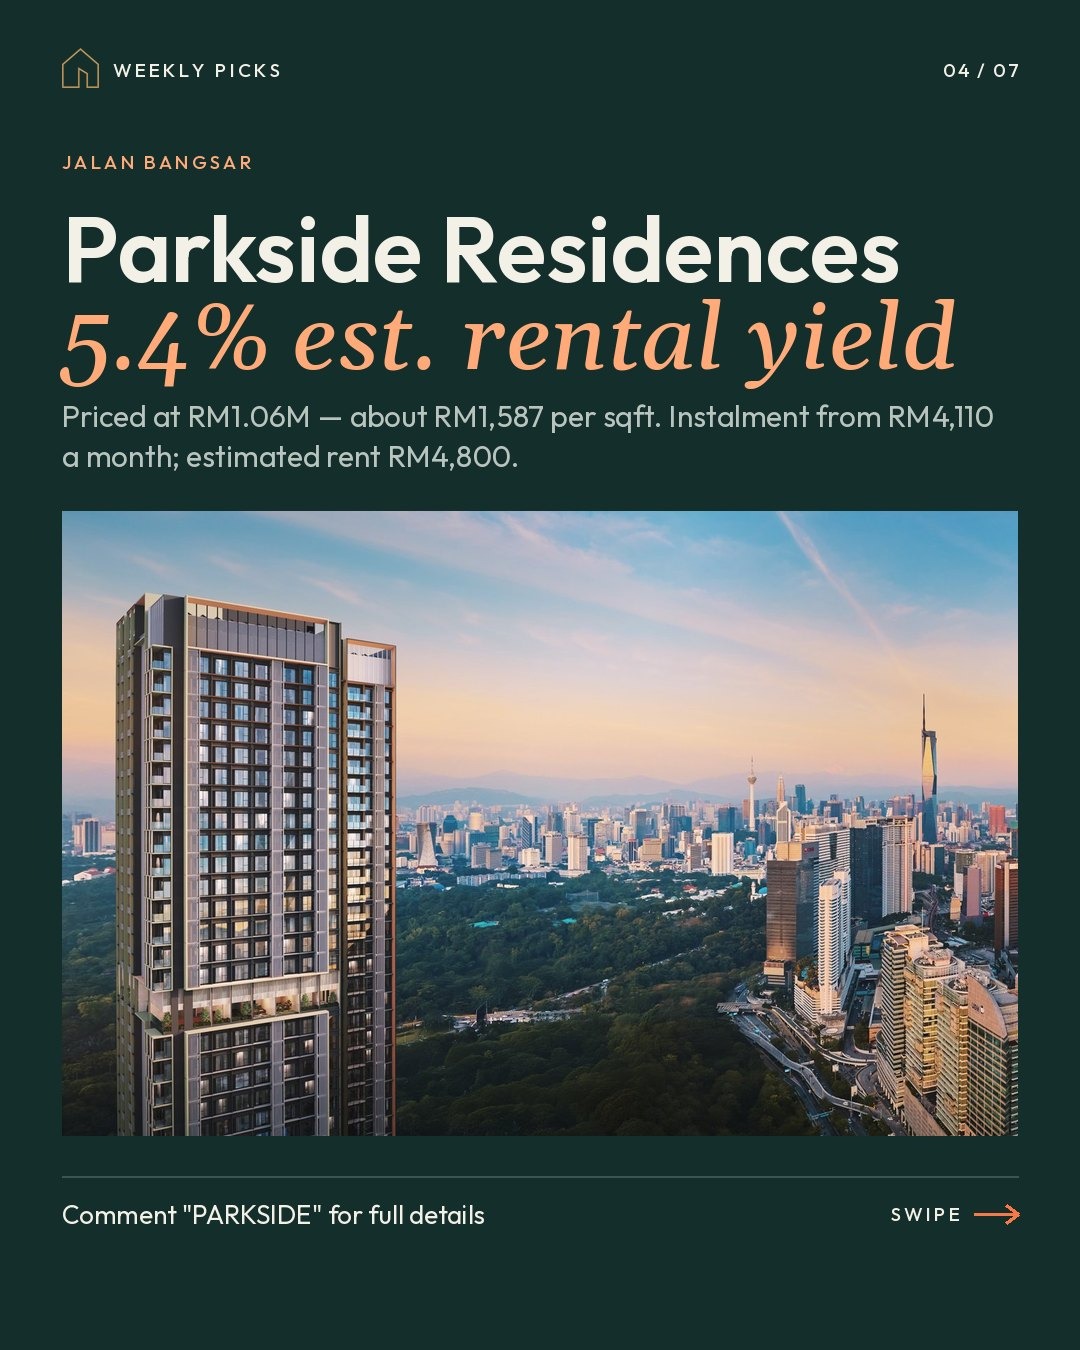 WEEKLY PICKS
04 / 07
JALAN BANGSAR
Parkside Residences
5.4% est. rental yield
Priced at RM1.06M — about RM1,587 per sqft. Instalment from RM4,110
a month; estimated rent RM4,800.
Comment "PARKSIDE" for full details
SWIPE